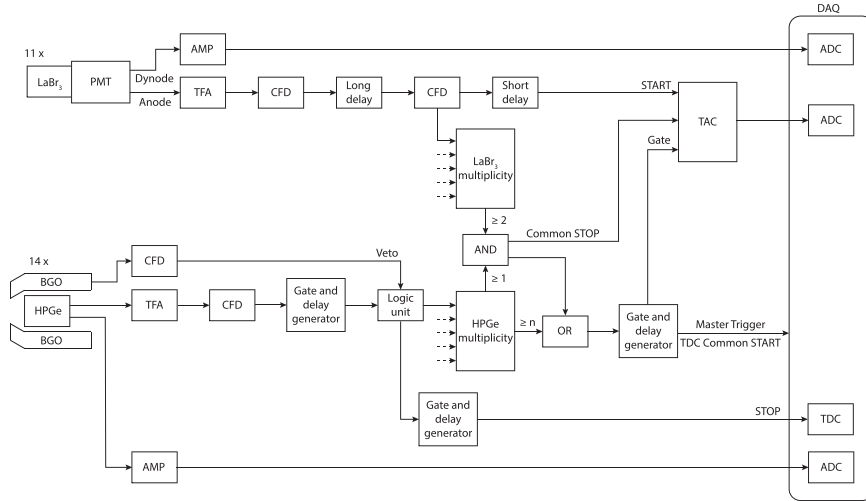 DAQ
11 x
LaBr₃
PMT
Dynode
Anode
AMP
ADC
TFA
CFD
Long
delay
CFD
Short
delay
START
TAC
ADC
Gate
LaBr₃
multiplicity
≥ 2
Common STOP
AND
≥ 1
14 x
BGO
HPGe
BGO
CFD
Veto
TFA
CFD
Gate and
delay
generator
Logic
unit
HPGe
multiplicity
≥ n
OR
Gate and
delay
generator
Master Trigger
TDC Common START
Gate and
delay
generator
STOP
TDC
AMP
ADC